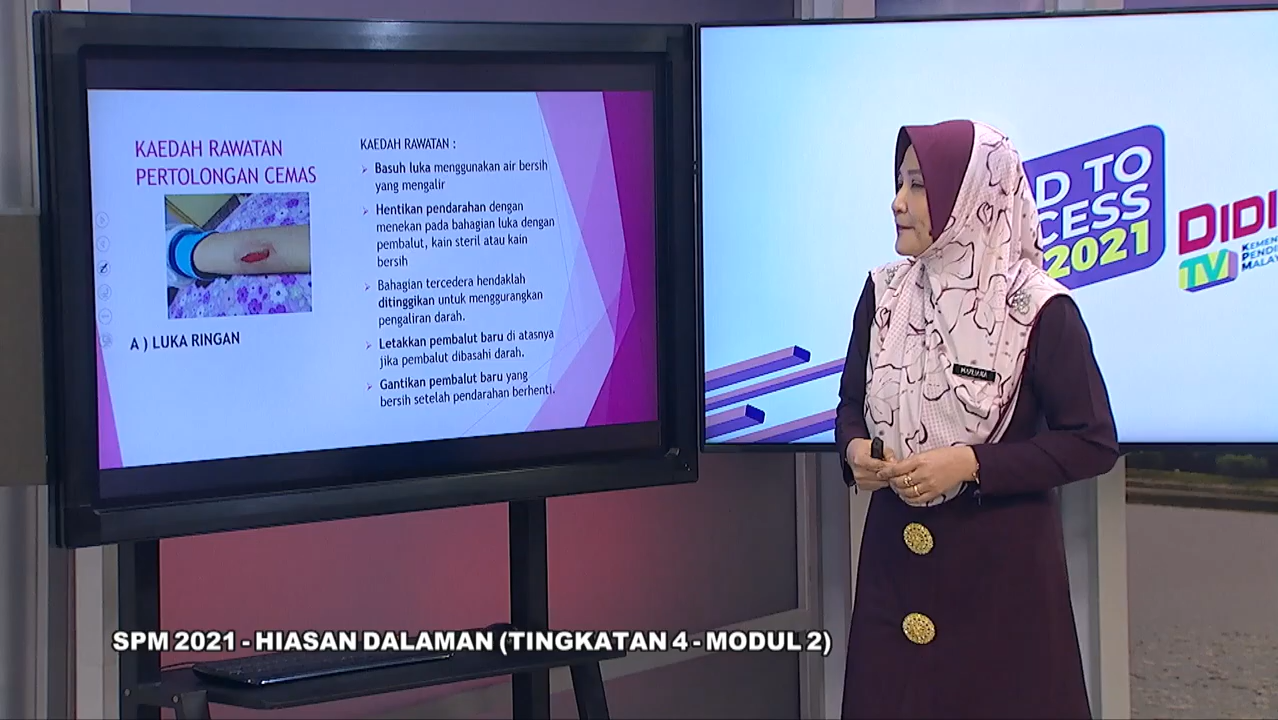 KAEDAH RAWATAN
PERTOLONGAN CEMAS
A ) LUKA RINGAN
KAEDAH RAWATAN :
Basuh luka menggunakan air bersih
yang mengalir
Hentikan pendarahan dengan
menekan pada bahagian luka dengan
pembalut, kain steril atau kain
bersih
Bahagian tercedera hendaklah
ditinggikan untuk menggurangkan
pengaliran darah.
Letakkan pembalut baru di atasnya
jika pembalut dibasahi darah.
Gantikan pembalut baru yang
bersih setelah pendarahan berhenti.
D TO
CESS
2021
DIDI
TV
KEMEN
PENDI
MALAY
SPM 2021 - HIASAN DALAMAN (TINGKATAN 4 - MODUL 2)